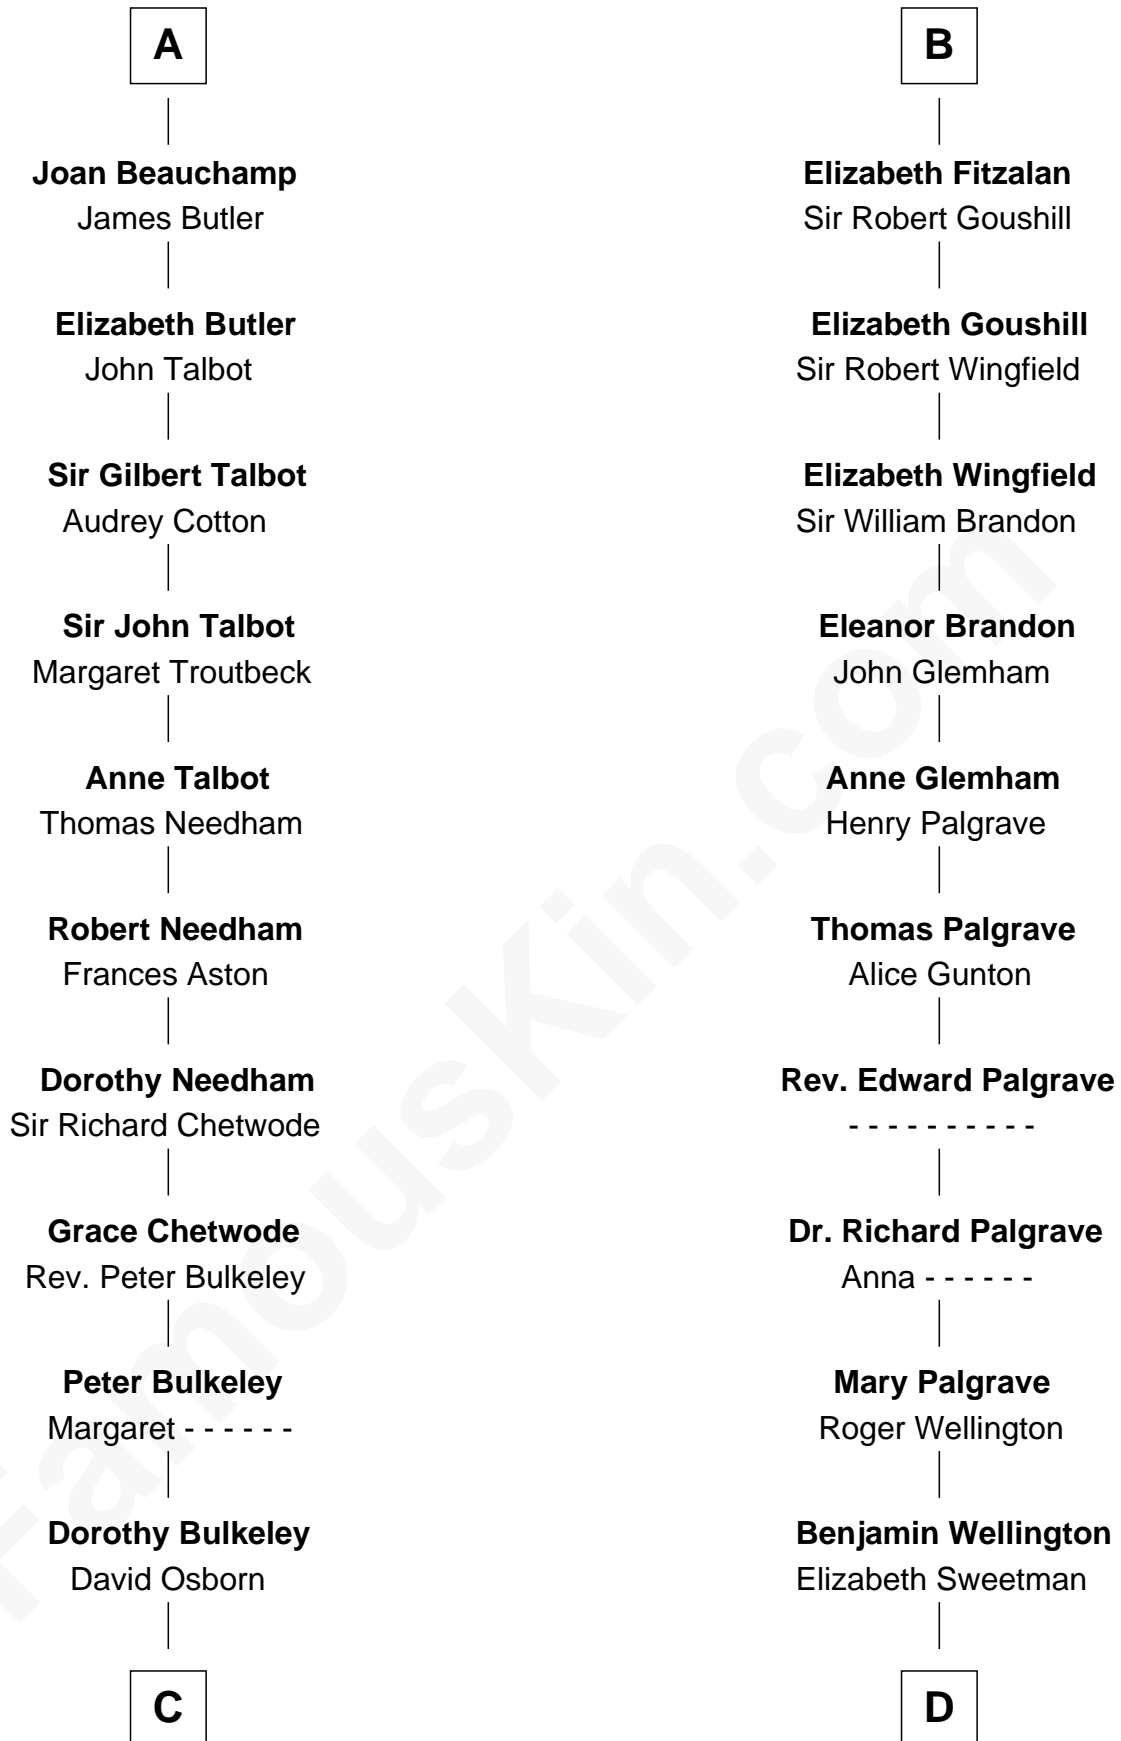 A
Joan Beauchamp
James Butler
Elizabeth Butler
John Talbot
Sir Gilbert Talbot
Audrey Cotton
Sir John Talbot
Margaret Troutbeck
Anne Talbot
Thomas Needham
Robert Needham
Frances Aston
Dorothy Needham
Sir Richard Chetwode
Grace Chetwode
Rev. Peter Bulkeley
Peter Bulkeley
Margaret - - - - - -
Dorothy Bulkeley
David Osborn
C
B
Elizabeth Fitzalan
Sir Robert Goushill
Elizabeth Goushill
Sir Robert Wingfield
Elizabeth Wingfield
Sir William Brandon
Eleanor Brandon
John Glemham
Anne Glemham
Henry Palgrave
Thomas Palgrave
Alice Gunton
Rev. Edward Palgrave
- - - - - - - - - -
Dr. Richard Palgrave
Anna - - - - - -
Mary Palgrave
Roger Wellington
Benjamin Wellington
Elizabeth Sweetman
D
FamousKin.com